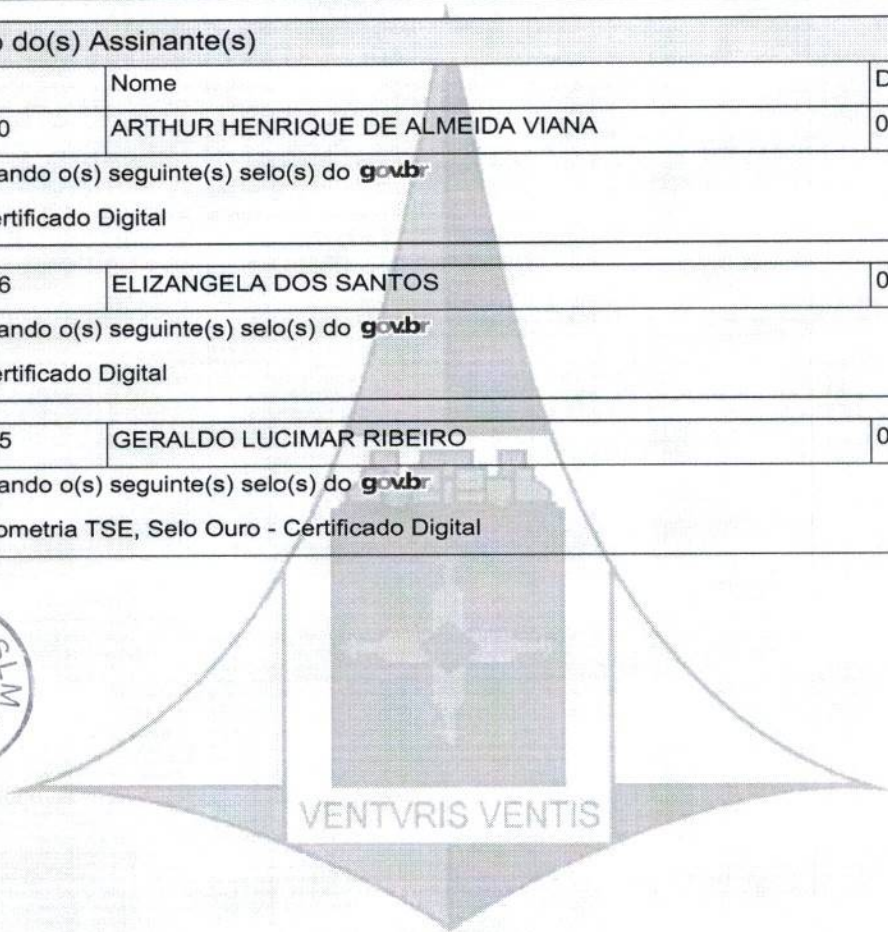 o do(s) Assinante(s)
Nome D
0 ARTHUR HENRIQUE DE ALMEIDA VIANA 0
ando o(s) seguinte(s) selo(s) do gov.br
ertificado Digital
6 ELIZANGELA DOS SANTOS 0
ando o(s) seguinte(s) selo(s) do gov.br
ertificado Digital
5 GERALDO LUCIMAR RIBEIRO 0
ando o(s) seguinte(s) selo(s) do gov.br
ometria TSE, Selo Ouro - Certificado Digital
GLM
VENTVRIS VENTIS